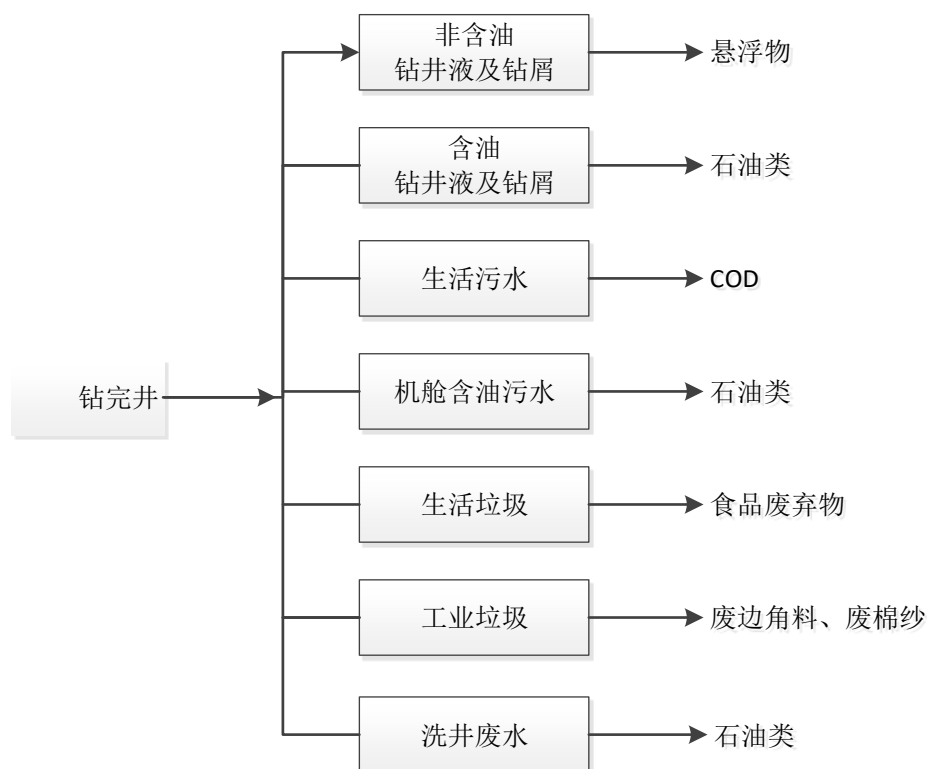 非含油
钻井液及钻屑
悬浮物
含油
钻井液及钻屑
石油类
生活污水
COD
钻完井
机舱含油污水
石油类
生活垃圾
食品废弃物
工业垃圾
废边角料、废棉纱
洗井废水
石油类